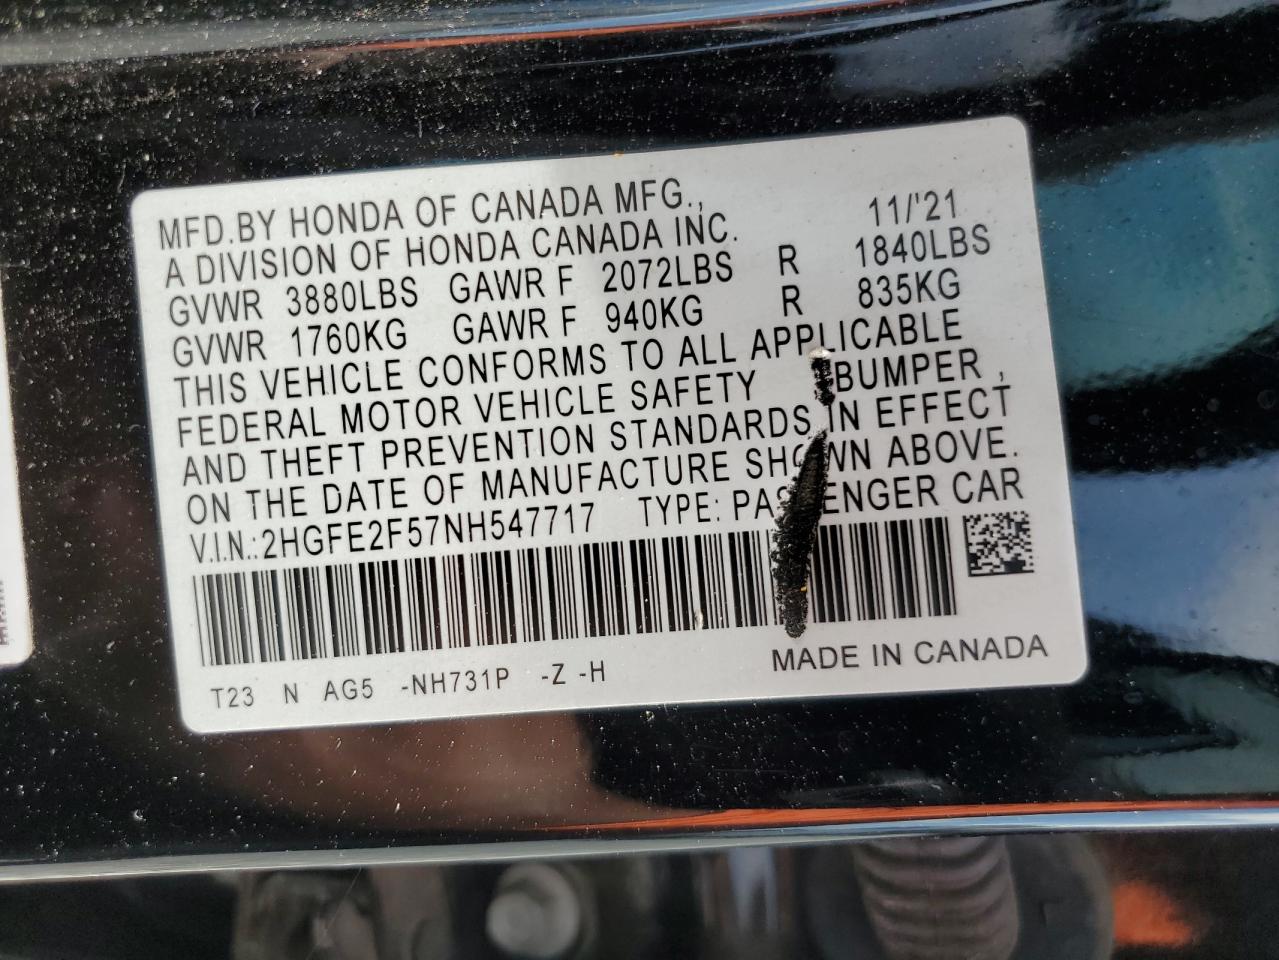 MFD.BY HONDA OF CANADA MFG., 11/'21
A DIVISION OF HONDA CANADA INC.
GVWR 3880LBS GAWR F 2072LBS R 1840LBS
GVWR 1760KG GAWR F 940KG R 835KG
THIS VEHICLE CONFORMS TO ALL APPLICABLE
FEDERAL MOTOR VEHICLE SAFETY BUMPER ,
AND THEFT PREVENTION STANDARDS IN EFFECT
ON THE DATE OF MANUFACTURE SHOWN ABOVE.
V.I.N.:2HGFE2F57NH547717 TYPE: PASSENGER CAR
T23 N AG5 -NH731P -Z -H MADE IN CANADA